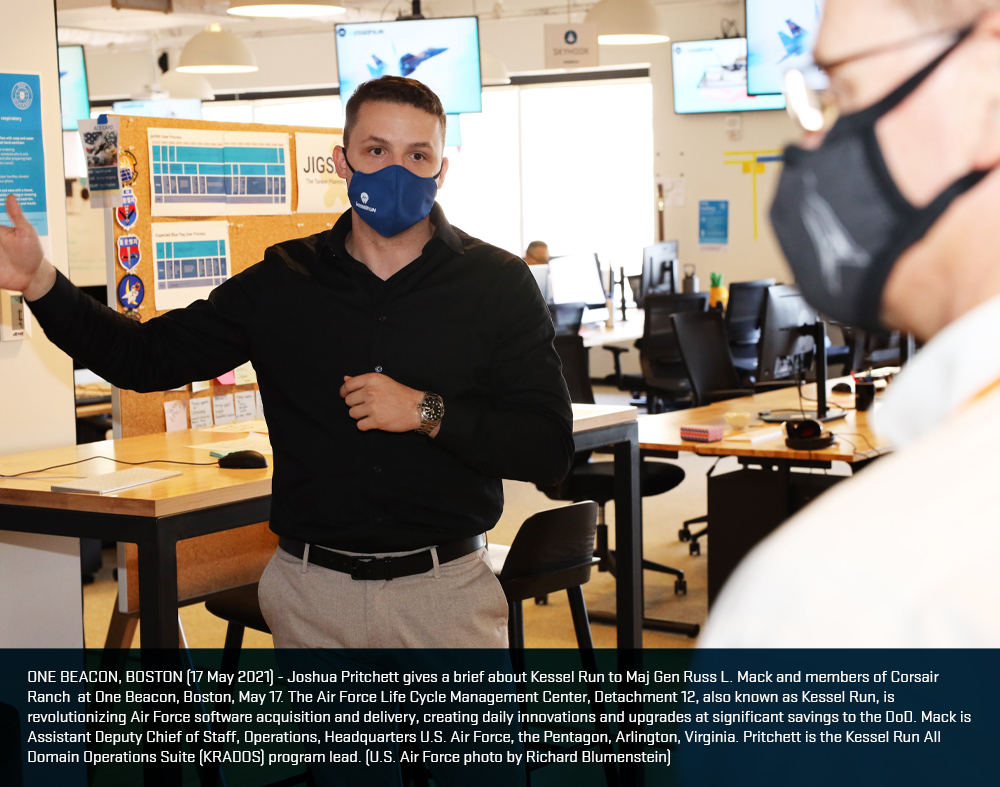 SKYHOOK
JIGS
KESSELRUN
respiratory
ONE BEACON, BOSTON (17 May 2021) - Joshua Pritchett gives a brief about Kessel Run to Maj Gen Russ L. Mack and members of Corsair
Ranch at One Beacon, Boston, May 17. The Air Force Life Cycle Management Center, Detachment 12, also known as Kessel Run, is
revolutionizing Air Force software acquisition and delivery, creating daily innovations and upgrades at significant savings to the DoD. Mack is
Assistant Deputy Chief of Staff, Operations, Headquarters U.S. Air Force, the Pentagon, Arlington, Virginia. Pritchett is the Kessel Run All
Domain Operations Suite (KRADOS) program lead. (U.S. Air Force photo by Richard Blumenstein)